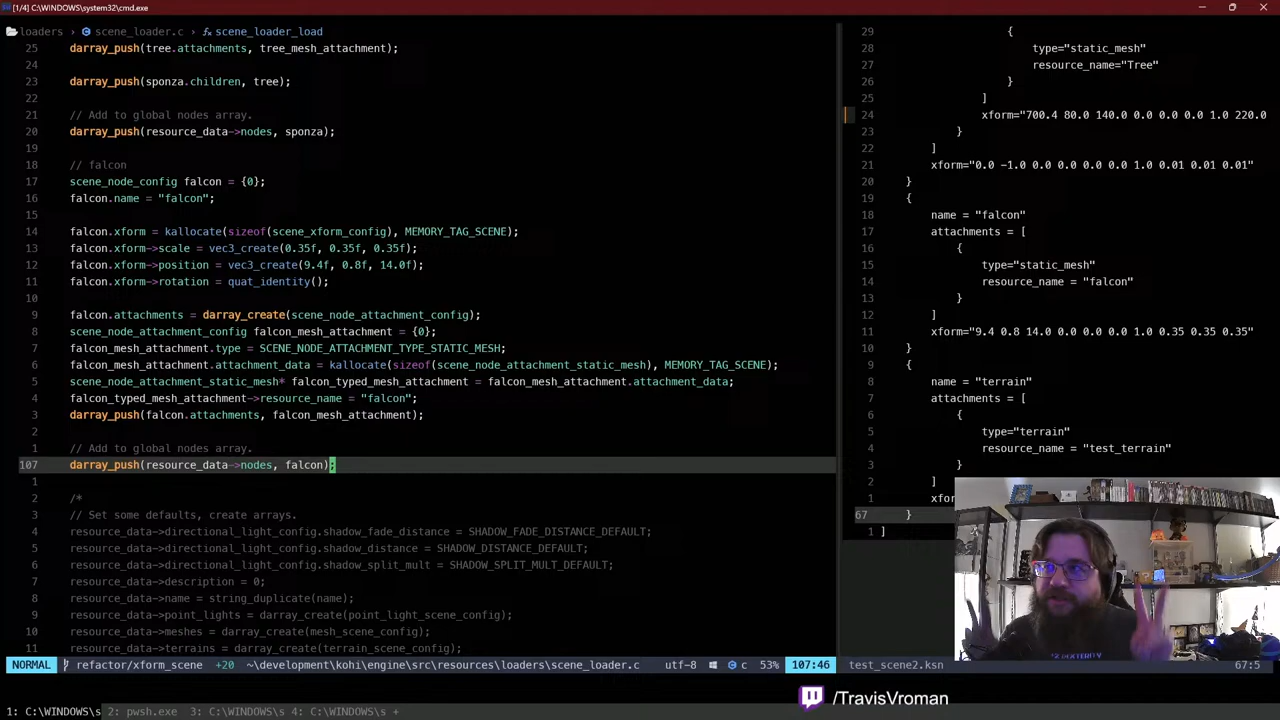 [1/4] C:\WINDOWS\system32\cmd.exe
loaders > scene_loader.c > scene_loader_load
25 darray_push(tree.attachments, tree_mesh_attachment);
24
23 darray_push(sponza.children, tree);
22
21 // Add to global nodes array.
20 darray_push(resource_data->nodes, sponza);
19
18 // falcon
17 scene_node_config falcon = {0};
16 falcon.name = "falcon";
15
14 falcon.xform = kallocate(sizeof(scene_xform_config), MEMORY_TAG_SCENE);
13 falcon.xform->scale = vec3_create(0.35f, 0.35f, 0.35f);
12 falcon.xform->position = vec3_create(9.4f, 0.8f, 14.0f);
11 falcon.xform->rotation = quat_identity();
10
9 falcon.attachments = darray_create(scene_node_attachment_config);
8 scene_node_attachment_config falcon_mesh_attachment = {0};
7 falcon_mesh_attachment.type = SCENE_NODE_ATTACHMENT_TYPE_STATIC_MESH;
6 falcon_mesh_attachment.attachment_data = kallocate(sizeof(scene_node_attachment_static_mesh), MEMORY_TAG_SCENE);
5 scene_node_attachment_static_mesh* falcon_typed_mesh_attachment = falcon_mesh_attachment.attachment_data;
4 falcon_typed_mesh_attachment->resource_name = "falcon";
3 darray_push(falcon.attachments, falcon_mesh_attachment);
2
1 // Add to global nodes array.
107 darray_push(resource_data->nodes, falcon);
1
2 /*
3 // Set some defaults, create arrays.
4 resource_data->directional_light_config.shadow_fade_distance = SHADOW_FADE_DISTANCE_DEFAULT;
5 resource_data->directional_light_config.shadow_distance = SHADOW_DISTANCE_DEFAULT;
6 resource_data->directional_light_config.shadow_split_mult = SHADOW_SPLIT_MULT_DEFAULT;
7 resource_data->description = 0;
8 resource_data->name = string_duplicate(name);
9 resource_data->point_lights = darray_create(point_light_scene_config);
10 resource_data->meshes = darray_create(mesh_scene_config);
11 resource_data->terrains = darray_create(terrain_scene_config);
29 {
28 type="static_mesh"
27 resource_name="Tree"
26 }
25 ]
24 xform="700.4 80.0 140.0 0.0 0.0 0.0 1.0 220.0
23 }
22 ]
21 xform="0.0 -1.0 0.0 0.0 0.0 0.0 1.0 0.01 0.01 0.01"
20 }
19 {
18 name = "falcon"
17 attachments = [
16 {
15 type="static_mesh"
14 resource_name = "falcon"
13 }
12 ]
11 xform="9.4 0.8 14.0 0.0 0.0 0.0 1.0 0.35 0.35 0.35"
10 }
9 {
8 name = "terrain"
7 attachments = [
6 {
5 type="terrain"
4 resource_name = "test_terrain"
3 }
2 ]
1 xfo
67 }
1 ]
NORMAL refactor/xform_scene +20 ~\development\kohi\engine\src\resources\loaders\scene_loader.c utf-8 c 53% 107:46 test_scene2.ksn 67:5
/TravisVroman
1: C:\WINDOWS\s 2: pwsh.exe 3: C:\WINDOWS\s 4: C:\WINDOWS\s +